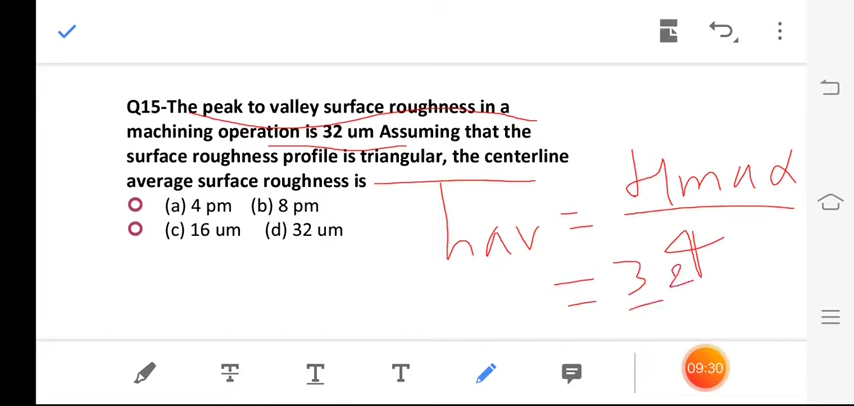 Q15-The peak to valley surface roughness in a
machining operation is 32 um Assuming that the
surface roughness profile is triangular, the centerline
average surface roughness is
(a) 4 pm (b) 8 pm
(c) 16 um (d) 32 um
hav = Hmax
4
= 32
T T T
09:30